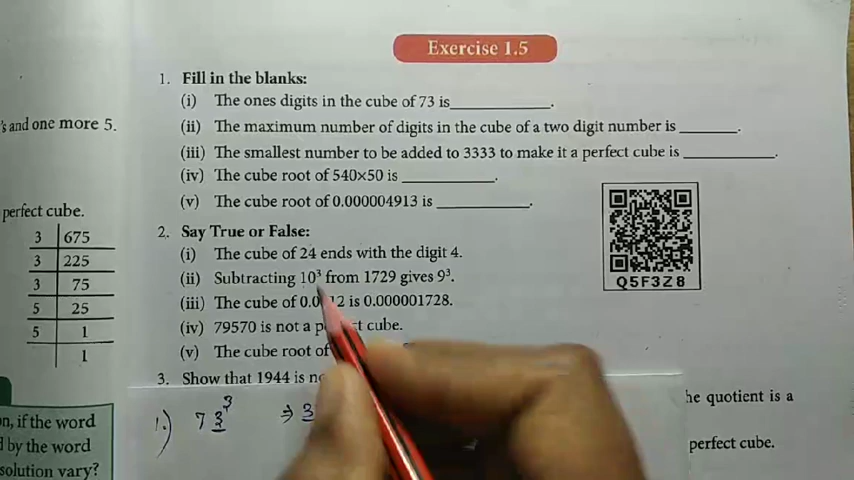 Exercise 1.5
1. Fill in the blanks:
(i) The ones digits in the cube of 73 is____________.
(ii) The maximum number of digits in the cube of a two digit number is _______.
(iii) The smallest number to be added to 3333 to make it a perfect cube is ___________.
(iv) The cube root of 540×50 is ___________.
(v) The cube root of 0.000004913 is ___________.
2. Say True or False:
(i) The cube of 24 ends with the digit 4.
(ii) Subtracting 10³ from 1729 gives 9³.
(iii) The cube of 0.0012 is 0.000001728.
(iv) 79570 is not a perfect cube.
(v) The cube root of
3. Show that 1944 is
he quotient is a
perfect cube.
Q5F3Z8
's and one more 5.
perfect cube.
3 675
3 225
3 75
5 25
5 1
1
n, if the word
d by the word
solution vary?
1.) 73³ ⇒ 3